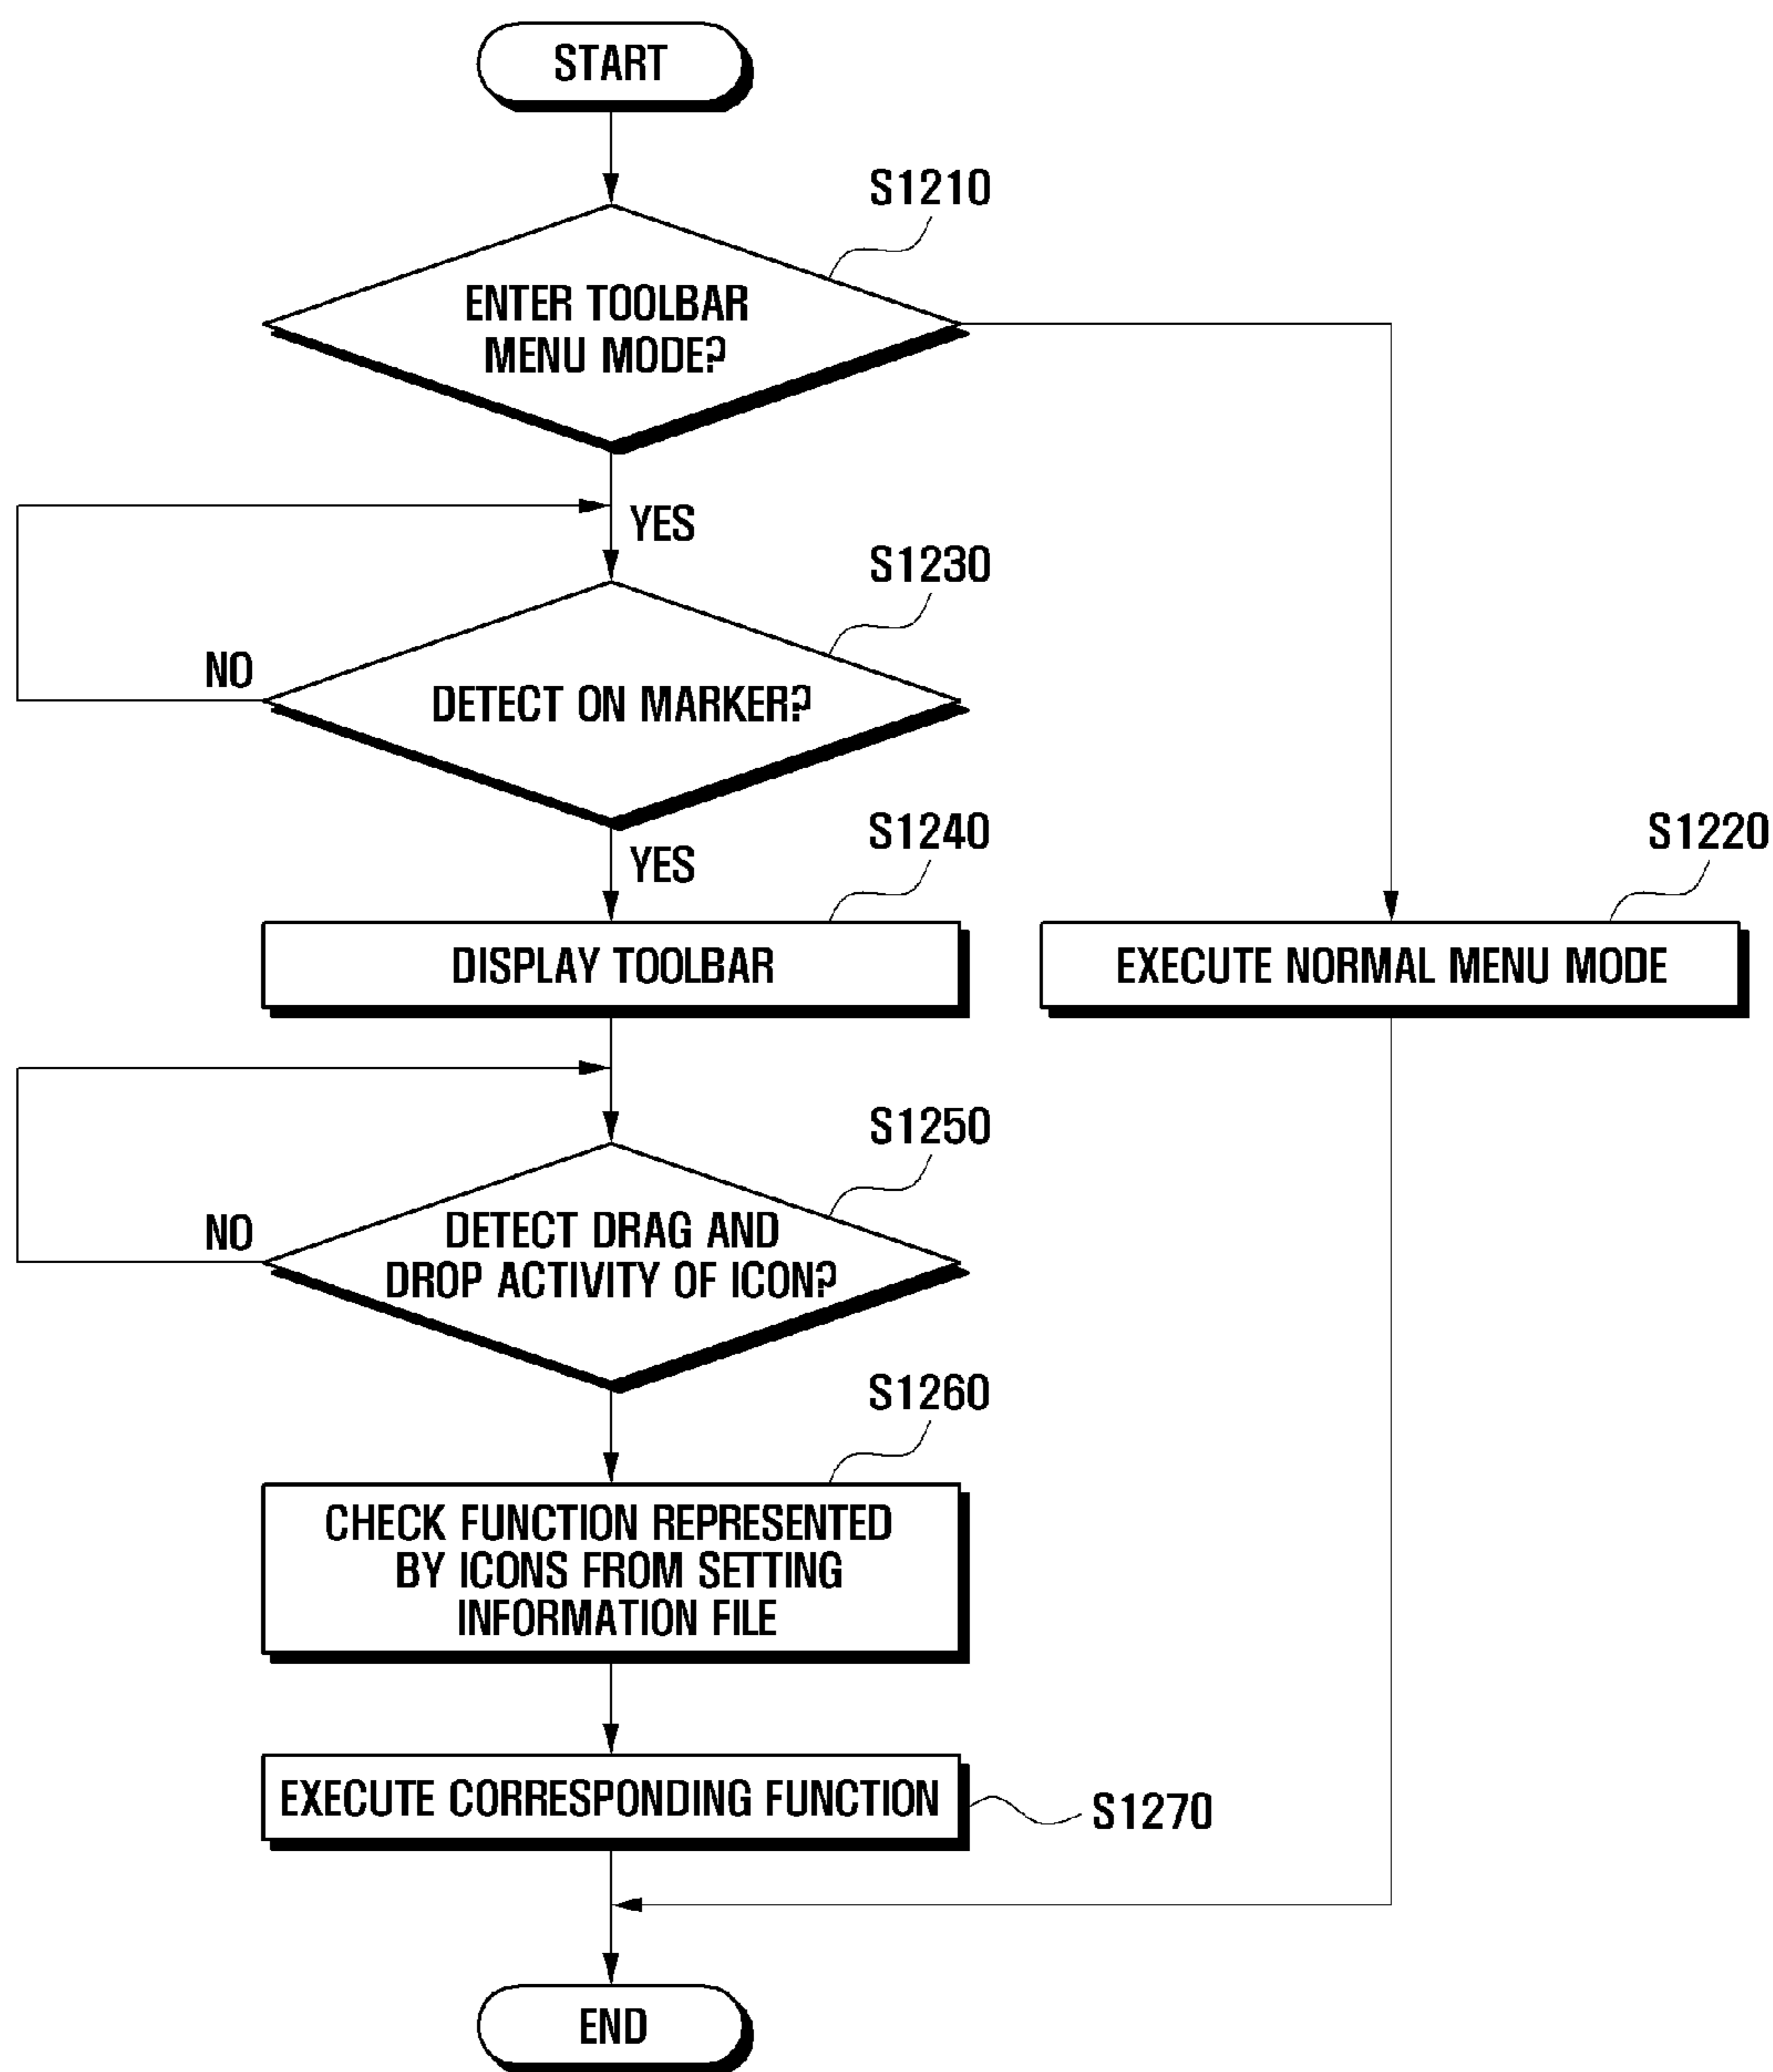 START
S1210
ENTER TOOLBAR
MENU MODE?
YES
S1230
NO
DETECT ON MARKER?
YES
S1240
S1220
DISPLAY TOOLBAR
EXECUTE NORMAL MENU MODE
S1250
NO
DETECT DRAG AND
DROP ACTIVITY OF ICON?
S1260
CHECK FUNCTION REPRESENTED
BY ICONS FROM SETTING
INFORMATION FILE
EXECUTE CORRESPONDING FUNCTION
S1270
END